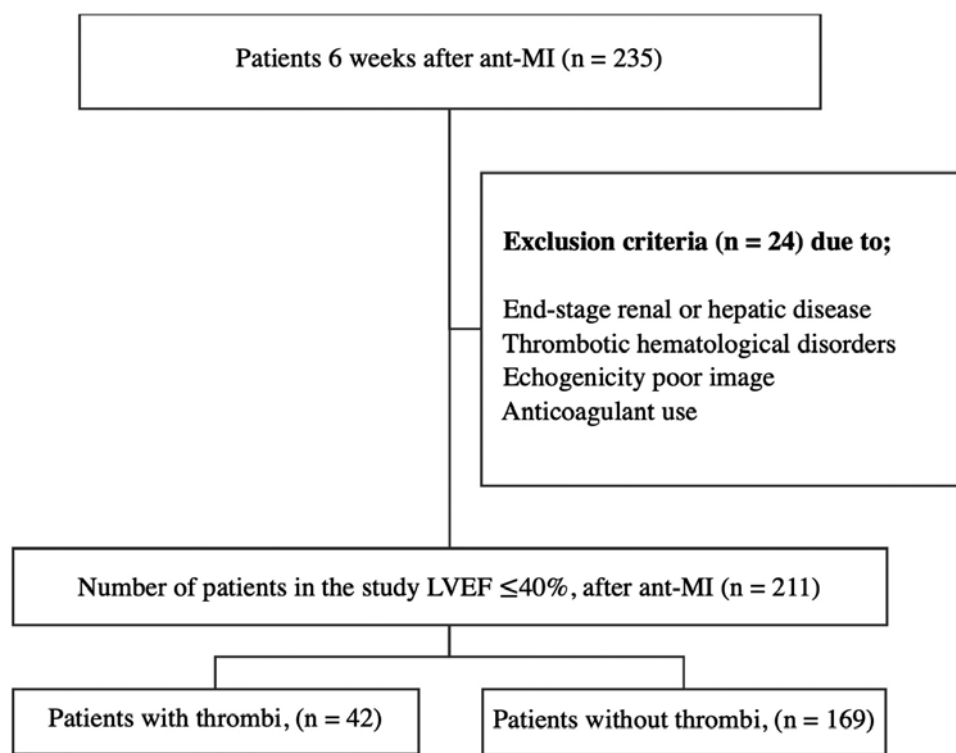 Patients 6 weeks after ant-MI (n = 235)
Exclusion criteria (n = 24) due to;
End-stage renal or hepatic disease
Thrombotic hematological disorders
Echogenicity poor image
Anticoagulant use
Number of patients in the study LVEF ≤40%, after ant-MI (n = 211)
Patients with thrombi, (n = 42)
Patients without thrombi, (n = 169)